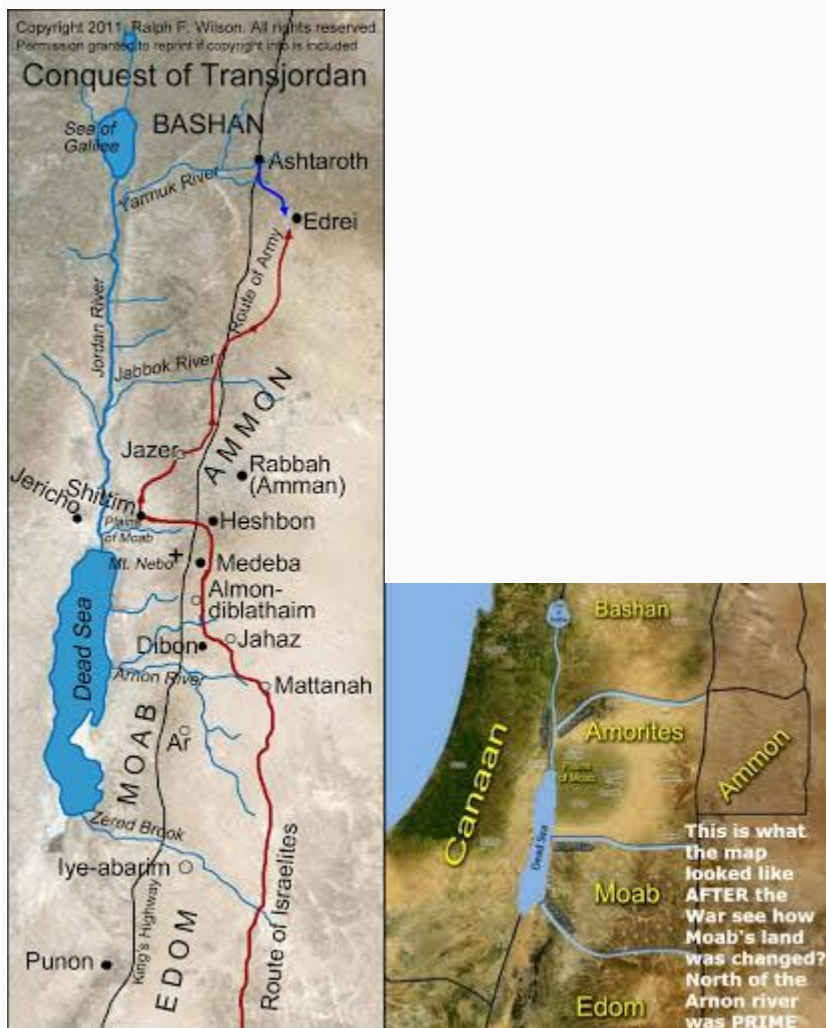 Copyright 2011, Ralph F. Wilson. All rights reserved
Permission granted to reprint if copyright info is included
Conquest of Transjordan
Sea of
Galilee
BASHAN
Ashtaroth
Yarmuk River
Edrei
Route of Army
Jordan River
Jabbok River
AMMON
Jazer
Rabbah
(Amman)
Jericho
Shittim
Plains
of Moab
Heshbon
Mt. Nebo
Medeba
Almon-
diblathaim
Dead Sea
Dibon
Jahaz
Arnon River
Mattanah
MOAB
Ar
Zered Brook
Iye-abarim
King's Highway
EDOM
Route of Israelites
Punon
Bashan
Amorites
Ammon
Canaan
Plains
of Moab
Dead Sea
Moab
Edom
This is what
the map
looked like
AFTER the
War see how
Moab's land
was changed?
North of the
Arnon river
was PRIME